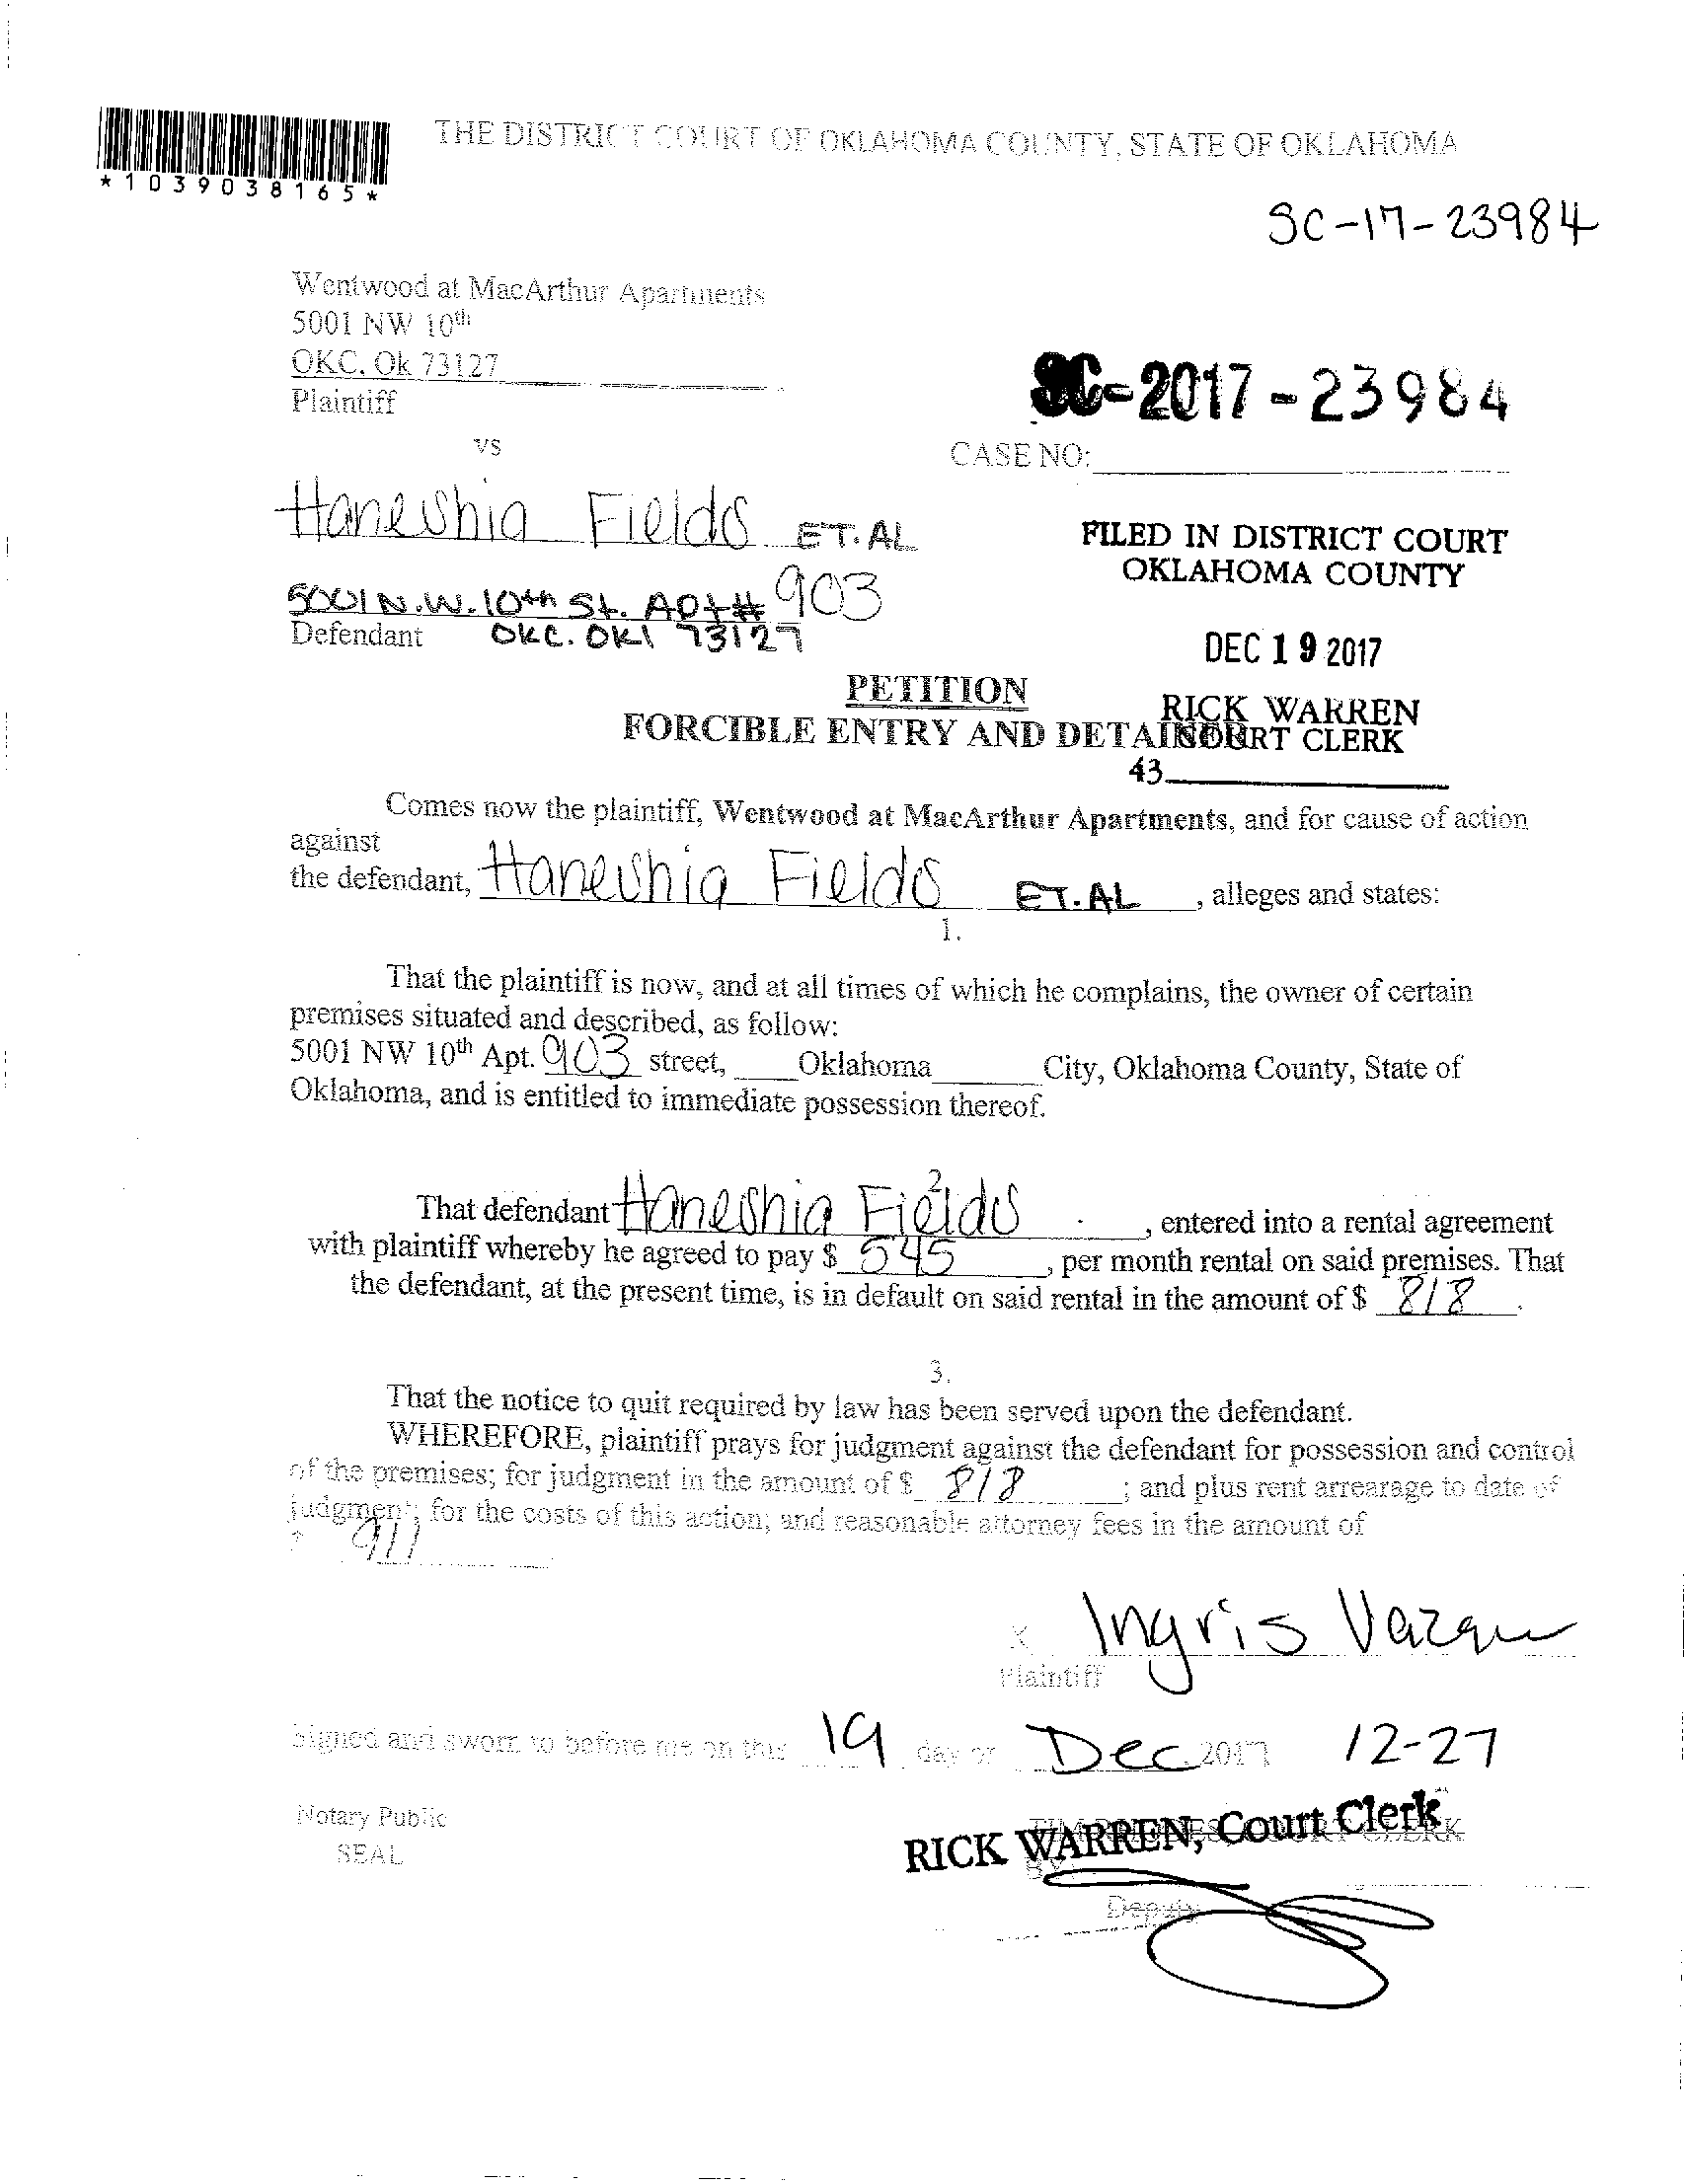 *1039038165*
THE DISTRICT COURT OF OKLAHOMA COUNTY, STATE OF OKLAHOMA
SC-17-23984
Wentwood at MacArthur Apartments
5001 NW 10th
OKC, Ok 73127
Plaintiff
SC-2017-23984
vs
CASE NO:
Haneshia Fields ET.AL
FILED IN DISTRICT COURT
OKLAHOMA COUNTY
5001 N.W. 10th St. Apt# 903
Defendant OKC. OKl 73127
DEC 19 2017
PETITION
RICK WARREN
FORCIBLE ENTRY AND DETAINER
COURT CLERK
43
Comes now the plaintiff, Wentwood at MacArthur Apartments, and for cause of action
against
the defendant, Haneshia Fields ET.AL , alleges and states:
1.
That the plaintiff is now, and at all times of which he complains, the owner of certain
premises situated and described, as follow:
5001 NW 10th Apt. 903 street, Oklahoma City, Oklahoma County, State of
Oklahoma, and is entitled to immediate possession thereof.
2.
That defendant Haneshia Fields , entered into a rental agreement
with plaintiff whereby he agreed to pay $ 545 , per month rental on said premises. That
the defendant, at the present time, is in default on said rental in the amount of $ 818 .
3.
That the notice to quit required by law has been served upon the defendant.
WHEREFORE, plaintiff prays for judgment against the defendant for possession and control
of the premises; for judgment in the amount of $ 818 ; and plus rent arrearage to date of
judgment; for the costs of this action; and reasonable attorney fees in the amount of
911
X Ingris Vazqu
Plaintiff
Signed and sworn to before me on this 19 day of Dec. 2017 12-27
Notary Public
SEAL
RICK WARREN, Court Clerk
BY
Deputy